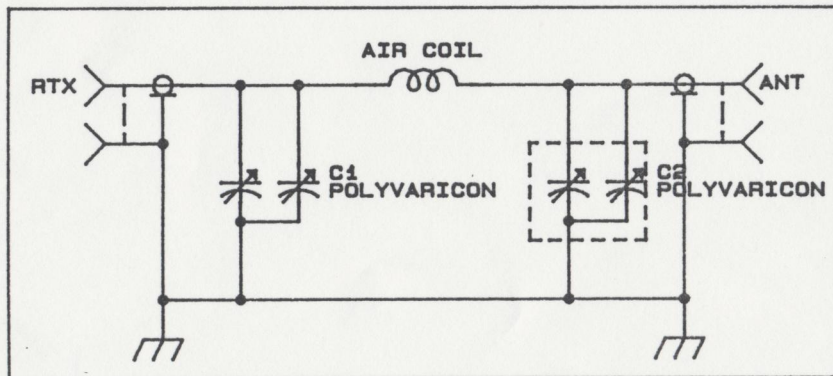 AIR COIL
RTX
ANT
C1
POLYVARICON
C2
POLYVARICON